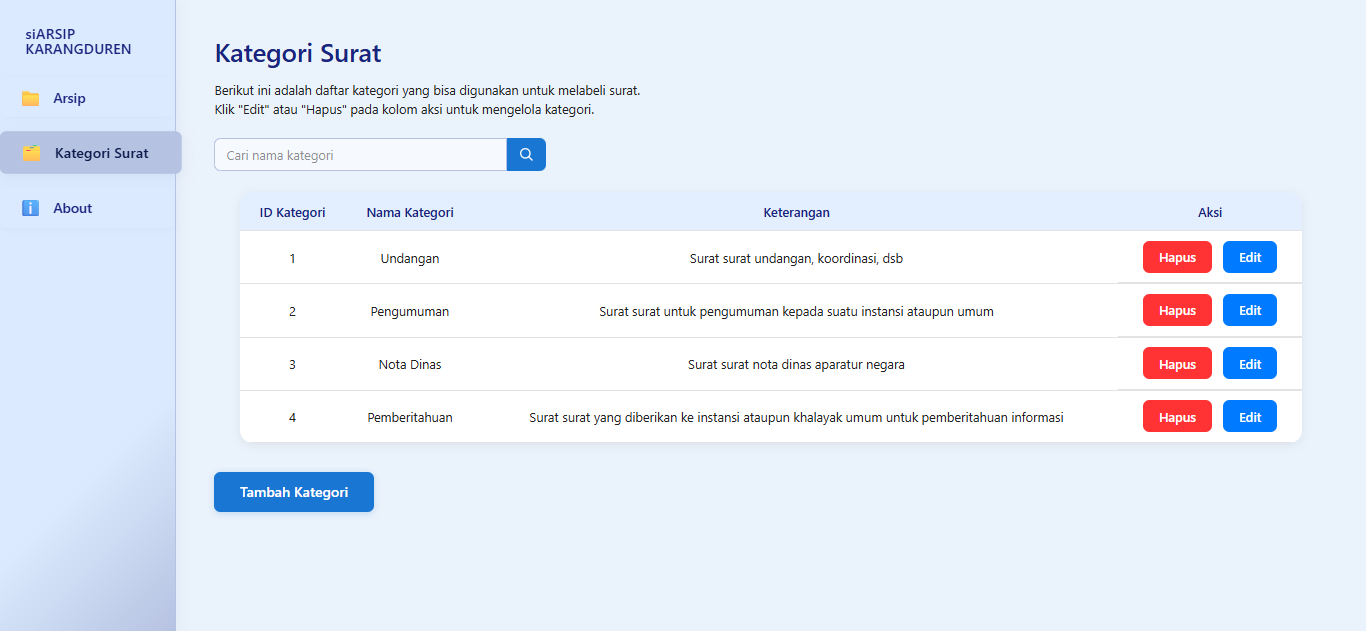 siARSIP
KARANGDUREN
Arsip
Kategori Surat
About
Kategori Surat
Berikut ini adalah daftar kategori yang bisa digunakan untuk melabeli surat.
Klik "Edit" atau "Hapus" pada kolom aksi untuk mengelola kategori.
Cari nama kategori
ID Kategori Nama Kategori Keterangan Aksi
1 Undangan Surat surat undangan, koordinasi, dsb Hapus Edit
2 Pengumuman Surat surat untuk pengumuman kepada suatu instansi ataupun umum Hapus Edit
3 Nota Dinas Surat surat nota dinas aparatur negara Hapus Edit
4 Pemberitahuan Surat surat yang diberikan ke instansi ataupun khalayak umum untuk pemberitahuan informasi Hapus Edit
Tambah Kategori